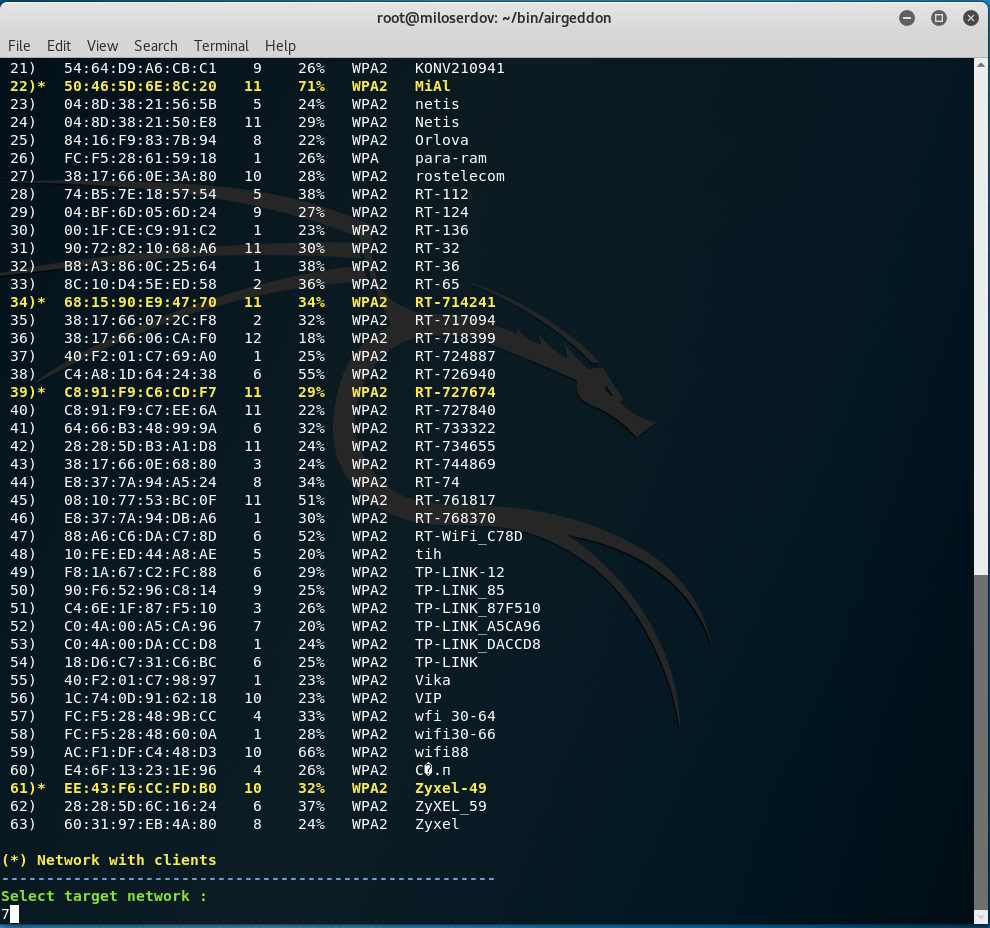 root@miloserdov: ~/bin/airgeddon
File Edit View Search Terminal Help
21) 54:64:D9:A6:CB:C1 9 26% WPA2 KONV210941
22)* 50:46:5D:6E:8C:20 11 71% WPA2 MiAl
23) 04:8D:38:21:56:5B 5 24% WPA2 netis
24) 04:8D:38:21:50:E8 11 29% WPA2 Netis
25) 84:16:F9:83:7B:94 8 22% WPA2 Orlova
26) FC:F5:28:61:59:18 1 26% WPA para-ram
27) 38:17:66:0E:3A:80 10 28% WPA2 rostelecom
28) 74:B5:7E:18:57:54 5 38% WPA2 RT-112
29) 04:BF:6D:05:6D:24 9 27% WPA2 RT-124
30) 00:1F:CE:C9:91:C2 1 23% WPA2 RT-136
31) 90:72:82:10:68:A6 11 30% WPA2 RT-32
32) B8:A3:86:0C:25:64 1 38% WPA2 RT-36
33) 8C:10:D4:5E:ED:58 2 36% WPA2 RT-65
34)* 68:15:90:E9:47:70 11 34% WPA2 RT-714241
35) 38:17:66:07:2C:F8 2 32% WPA2 RT-717094
36) 38:17:66:06:CA:F0 12 18% WPA2 RT-718399
37) 40:F2:01:C7:69:A0 1 25% WPA2 RT-724887
38) C4:A8:1D:64:24:38 6 55% WPA2 RT-726940
39)* C8:91:F9:C6:CD:F7 11 29% WPA2 RT-727674
40) C8:91:F9:C7:EE:6A 11 22% WPA2 RT-727840
41) 64:66:B3:48:99:9A 6 32% WPA2 RT-733322
42) 28:28:5D:B3:A1:D8 11 24% WPA2 RT-734655
43) 38:17:66:0E:68:80 3 24% WPA2 RT-744869
44) E8:37:7A:94:A5:24 8 34% WPA2 RT-74
45) 08:10:77:53:BC:0F 11 51% WPA2 RT-761817
46) E8:37:7A:94:DB:A6 1 30% WPA2 RT-768370
47) 88:A6:C6:DA:C7:8D 6 52% WPA2 RT-WiFi_C78D
48) 10:FE:ED:44:A8:AE 5 20% WPA2 tih
49) F8:1A:67:C2:FC:88 6 29% WPA2 TP-LINK-12
50) 90:F6:52:96:C8:14 9 25% WPA2 TP-LINK_85
51) C4:6E:1F:87:F5:10 3 26% WPA2 TP-LINK_87F510
52) C0:4A:00:A5:CA:96 7 20% WPA2 TP-LINK_A5CA96
53) C0:4A:00:DA:CC:D8 1 24% WPA2 TP-LINK_DACCD8
54) 18:D6:C7:31:C6:BC 6 25% WPA2 TP-LINK
55) 40:F2:01:C7:98:97 1 23% WPA2 Vika
56) 1C:74:0D:91:62:18 10 23% WPA2 VIP
57) FC:F5:28:48:9B:CC 4 33% WPA2 wfi 30-64
58) FC:F5:28:48:60:0A 1 28% WPA2 wifi30-66
59) AC:F1:DF:C4:48:D3 10 66% WPA2 wifi88
60) E4:6F:13:23:1E:96 4 26% WPA2 С�.п
61)* EE:43:F6:CC:FD:B0 10 32% WPA2 Zyxel-49
62) 28:28:5D:6C:16:24 6 37% WPA2 ZyXEL_59
63) 60:31:97:EB:4A:80 8 24% WPA2 Zyxel
(*) Network with clients
-------------------------------------------------------
Select target network :
7